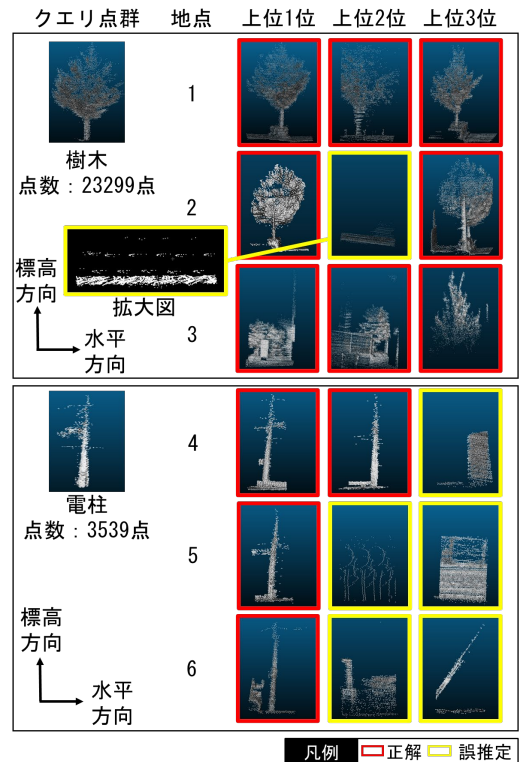 クエリ点群 地点 上位1位 上位2位 上位3位
1
樹木
点数：23299点
2
標高
方向
拡大図
水平
方向
3
4
電柱
点数：3539点
5
標高
方向
6
水平
方向
凡例 正解 誤推定